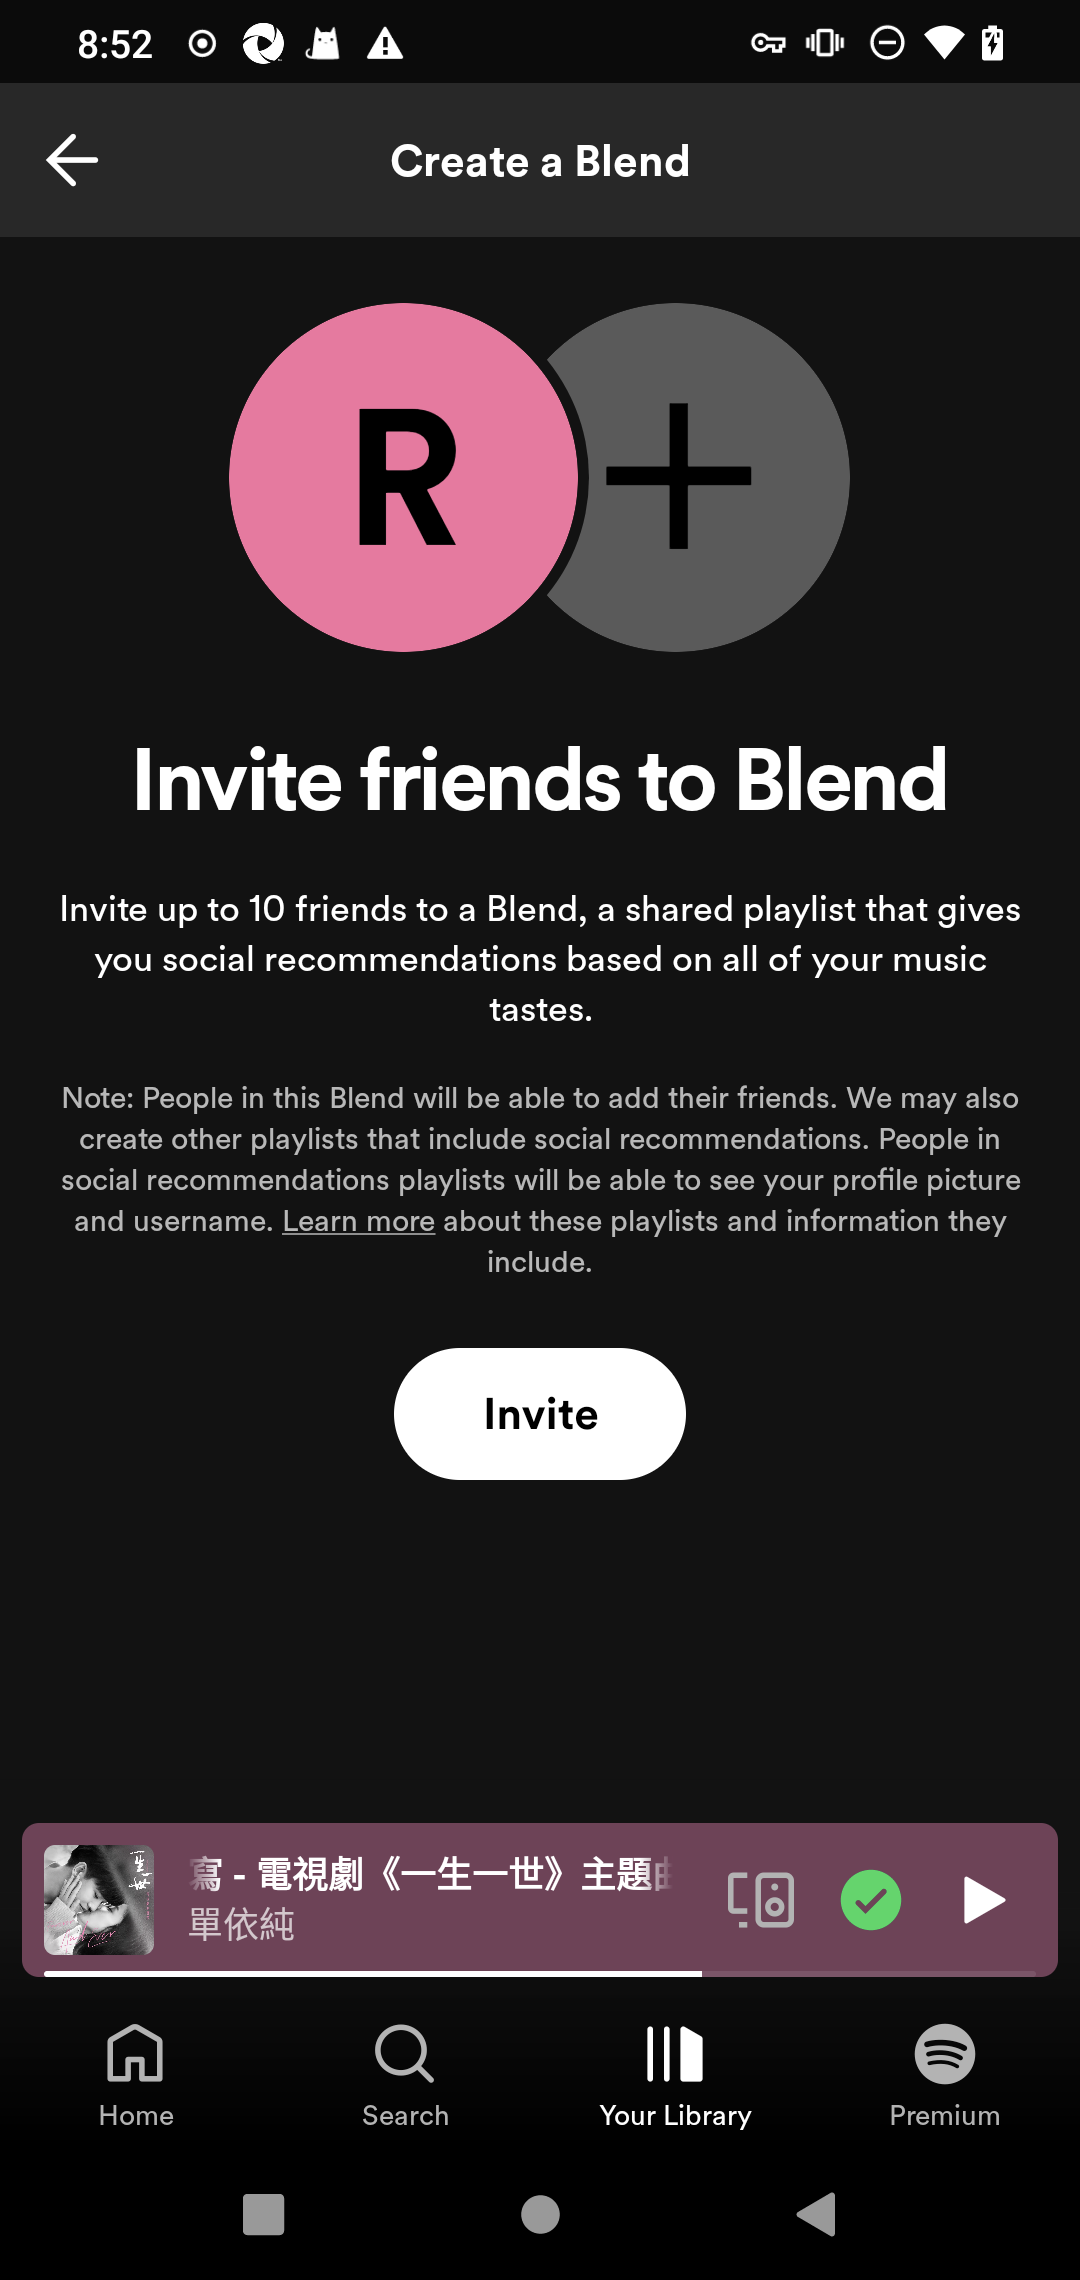 8:52
Create a Blend
R
Invite friends to Blend
Invite up to 10 friends to a Blend, a shared playlist that gives
you social recommendations based on all of your music
tastes.
Note: People in this Blend will be able to add their friends. We may also
create other playlists that include social recommendations. People in
social recommendations playlists will be able to see your profile picture
and username. Learn more about these playlists and information they
include.
Invite
寫 - 電視劇《一生一世》主題曲
單依純
Home
Search
Your Library
Premium